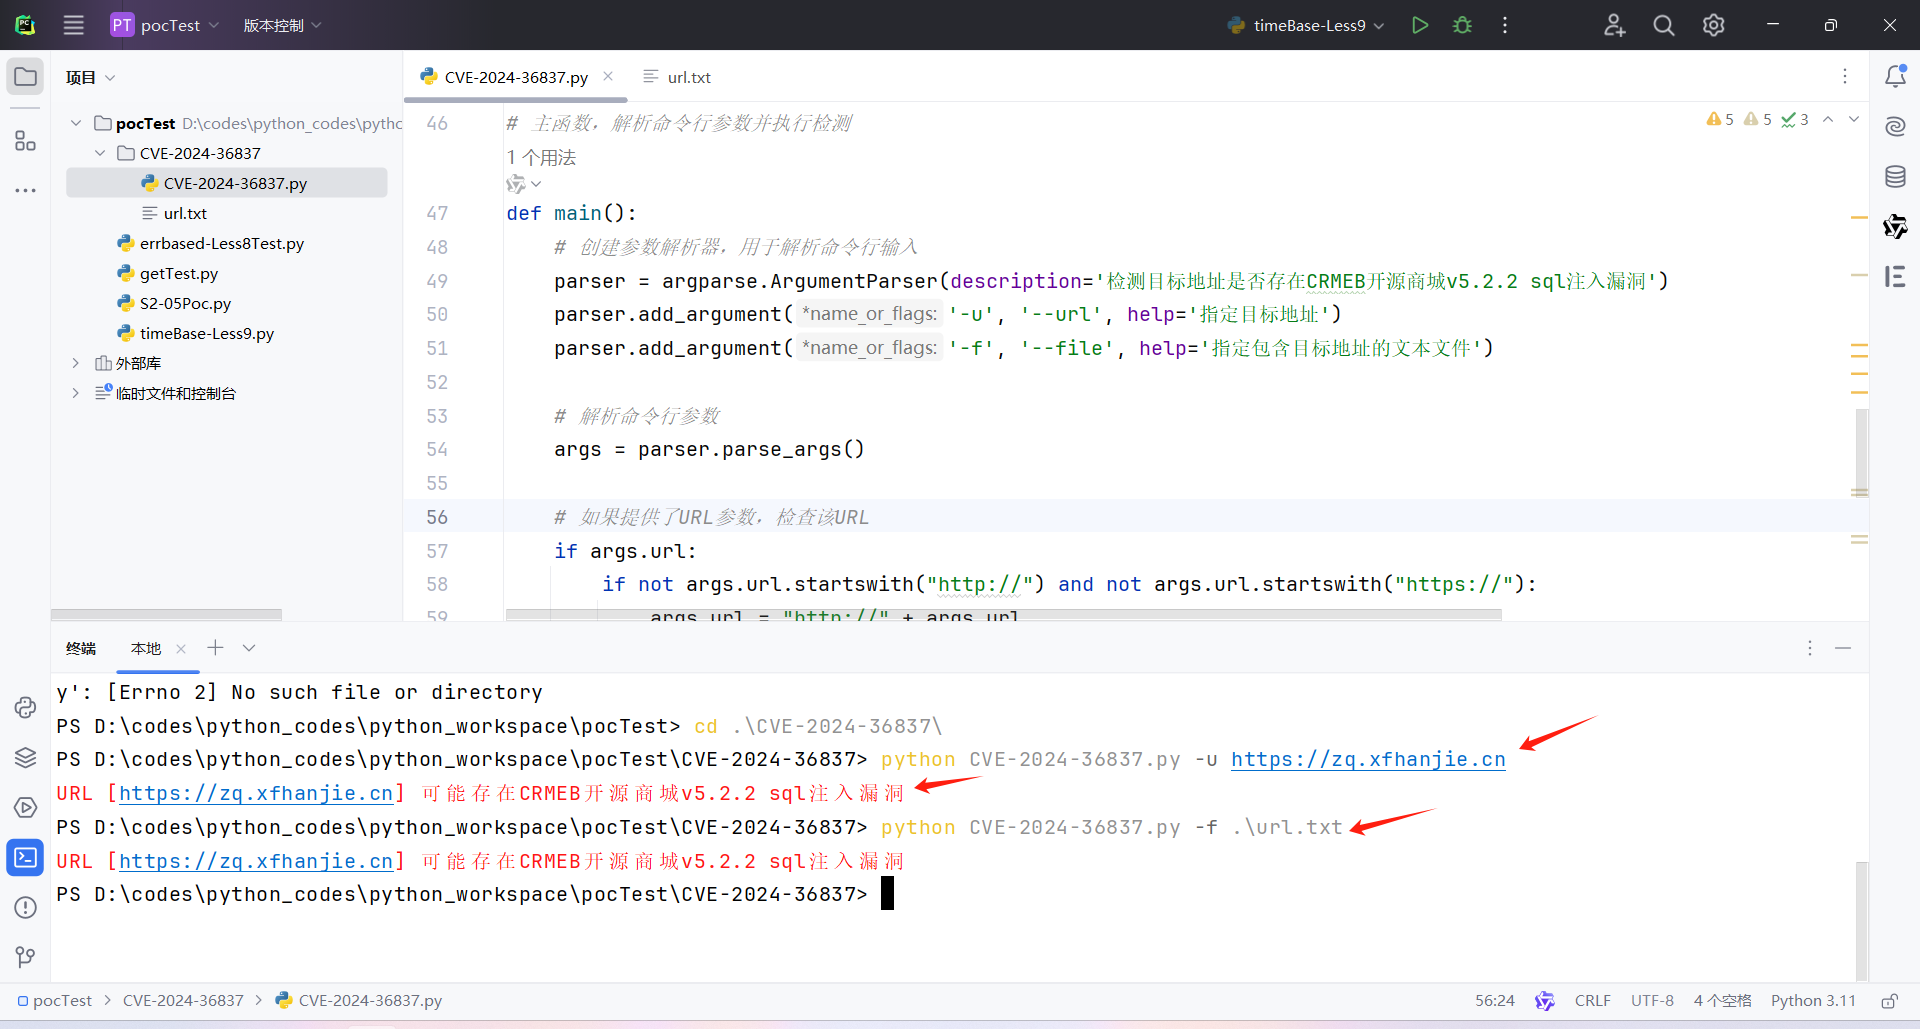 PT pocTest 版本控制 timeBase-Less9
项目
CVE-2024-36837.py url.txt
pocTest D:\codes\python_codes\pythc
CVE-2024-36837
CVE-2024-36837.py
url.txt
errbased-Less8Test.py
getTest.py
S2-05Poc.py
timeBase-Less9.py
外部库
临时文件和控制台
5 5 3
46 # 主函数，解析命令行参数并执行检测
1 个用法
47 def main():
48 # 创建参数解析器，用于解析命令行输入
49 parser = argparse.ArgumentParser(description='检测目标地址是否存在CRMEB开源商城v5.2.2 sql注入漏洞')
50 parser.add_argument( *name_or_flags: '-u', '--url', help='指定目标地址')
51 parser.add_argument( *name_or_flags: '-f', '--file', help='指定包含目标地址的文本文件')
52
53 # 解析命令行参数
54 args = parser.parse_args()
55
56 # 如果提供了URL参数，检查该URL
57 if args.url:
58 if not args.url.startswith("http://") and not args.url.startswith("https://"):
59 args.url = "http://" + args.url
终端 本地
y': [Errno 2] No such file or directory
PS D:\codes\python_codes\python_workspace\pocTest> cd .\CVE-2024-36837\
PS D:\codes\python_codes\python_workspace\pocTest\CVE-2024-36837> python CVE-2024-36837.py -u https://zq.xfhanjie.cn
URL [https://zq.xfhanjie.cn] 可能存在CRMEB开源商城v5.2.2 sql注入漏洞
PS D:\codes\python_codes\python_workspace\pocTest\CVE-2024-36837> python CVE-2024-36837.py -f .\url.txt
URL [https://zq.xfhanjie.cn] 可能存在CRMEB开源商城v5.2.2 sql注入漏洞
PS D:\codes\python_codes\python_workspace\pocTest\CVE-2024-36837>
pocTest > CVE-2024-36837 > CVE-2024-36837.py 56:24 CRLF UTF-8 4 个空格 Python 3.11